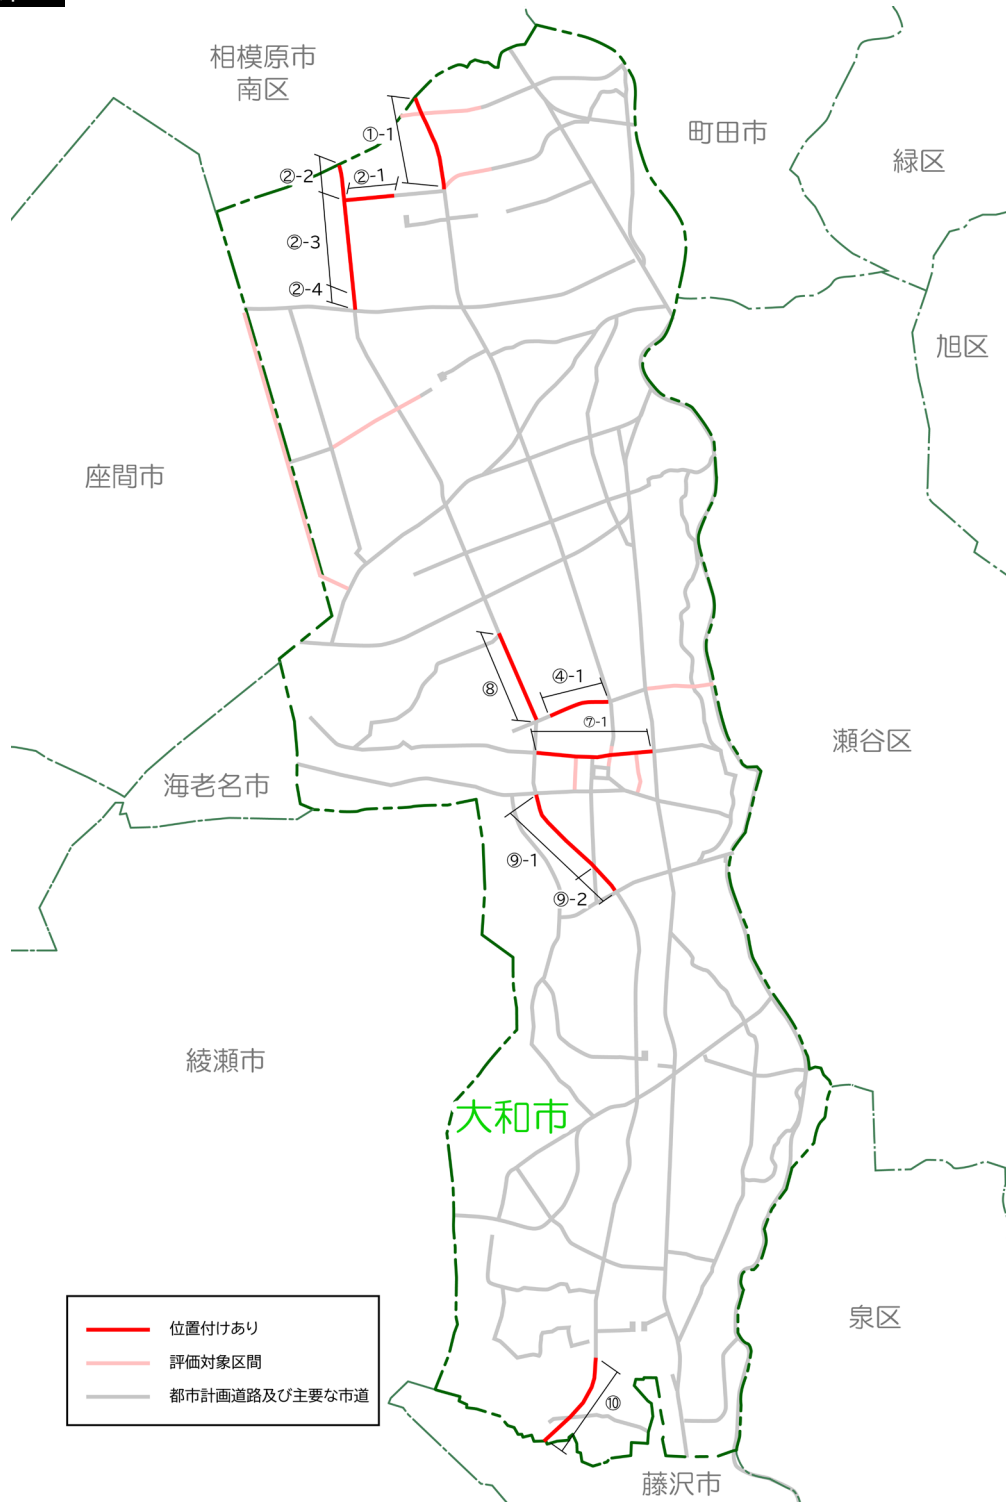 相模原市
南区
町田市
緑区
①-1
②-2
②-1
②-3
②-4
旭区
座間市
⑧
④-1
⑦-1
瀬谷区
海老名市
⑨-1
⑨-2
綾瀬市
大和市
泉区
位置付けあり
評価対象区間
都市計画道路及び主要な市道
⑩
藤沢市